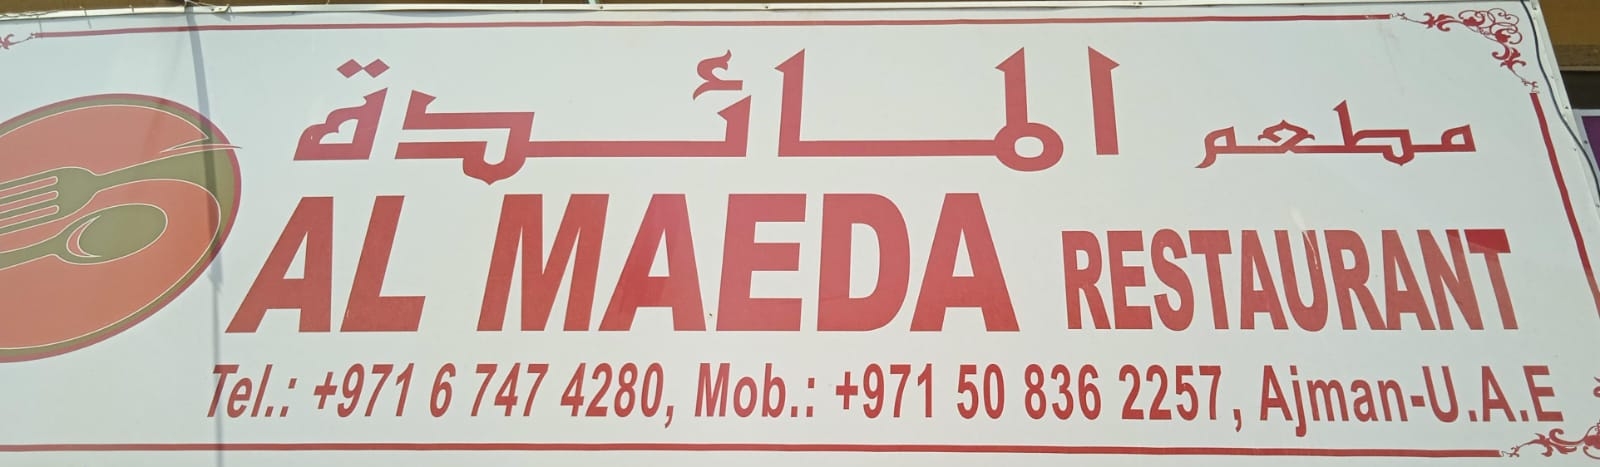 مطعم المائدة
AL MAEDA RESTAURANT
Tel.: +971 6 747 4280, Mob.: +971 50 836 2257, Ajman-U.A.E